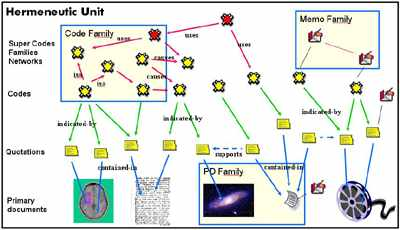 Hermeneutic Unit
Memo Family
Code Family
uses
uses
uses
Super Codes
Families
Networks
causes
isa
isa
causes
Codes
indicated-by
indicated-by
indicated-by
Quotations
supports
contained-in
contained-in
PD Family
Primary
documents